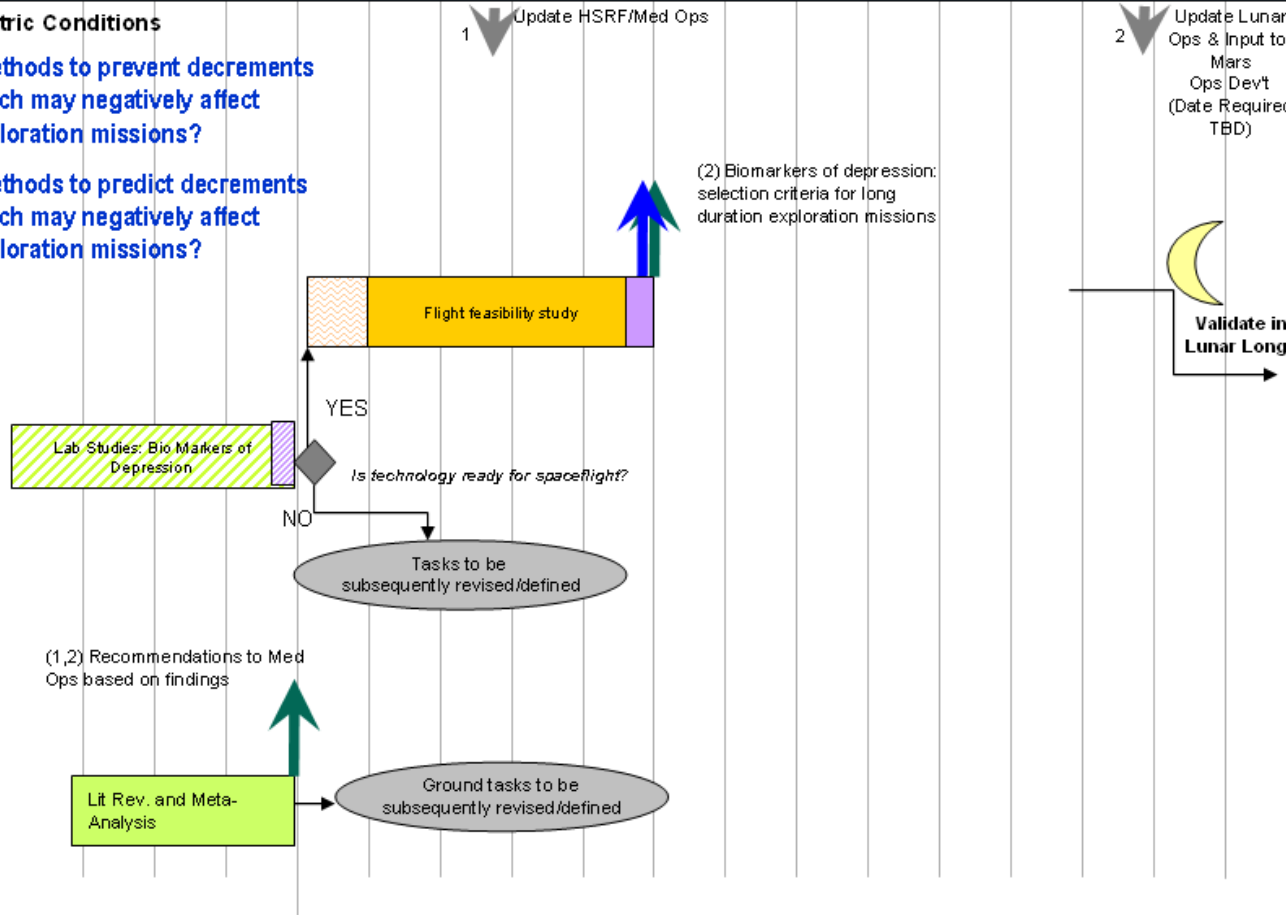 tric Conditions
ethods to prevent decrements
ch may negatively affect
loration missions?
ethods to predict decrements
ch may negatively affect
loration missions?
1
Update HSRF/Med Ops
2
Update Lunar
Ops & Input to
Mars
Ops Dev't
(Date Required
TBD)
(2) Biomarkers of depression:
selection criteria for long
duration exploration missions
Flight feasibility study
Validate in
Lunar Long
YES
Lab Studies: Bio Markers of
Depression
Is technology ready for spaceflight?
NO
Tasks to be
subsequently revised/defined
(1,2) Recommendations to Med
Ops based on findings
Lit Rev. and Meta-
Analysis
Ground tasks to be
subsequently revised/defined